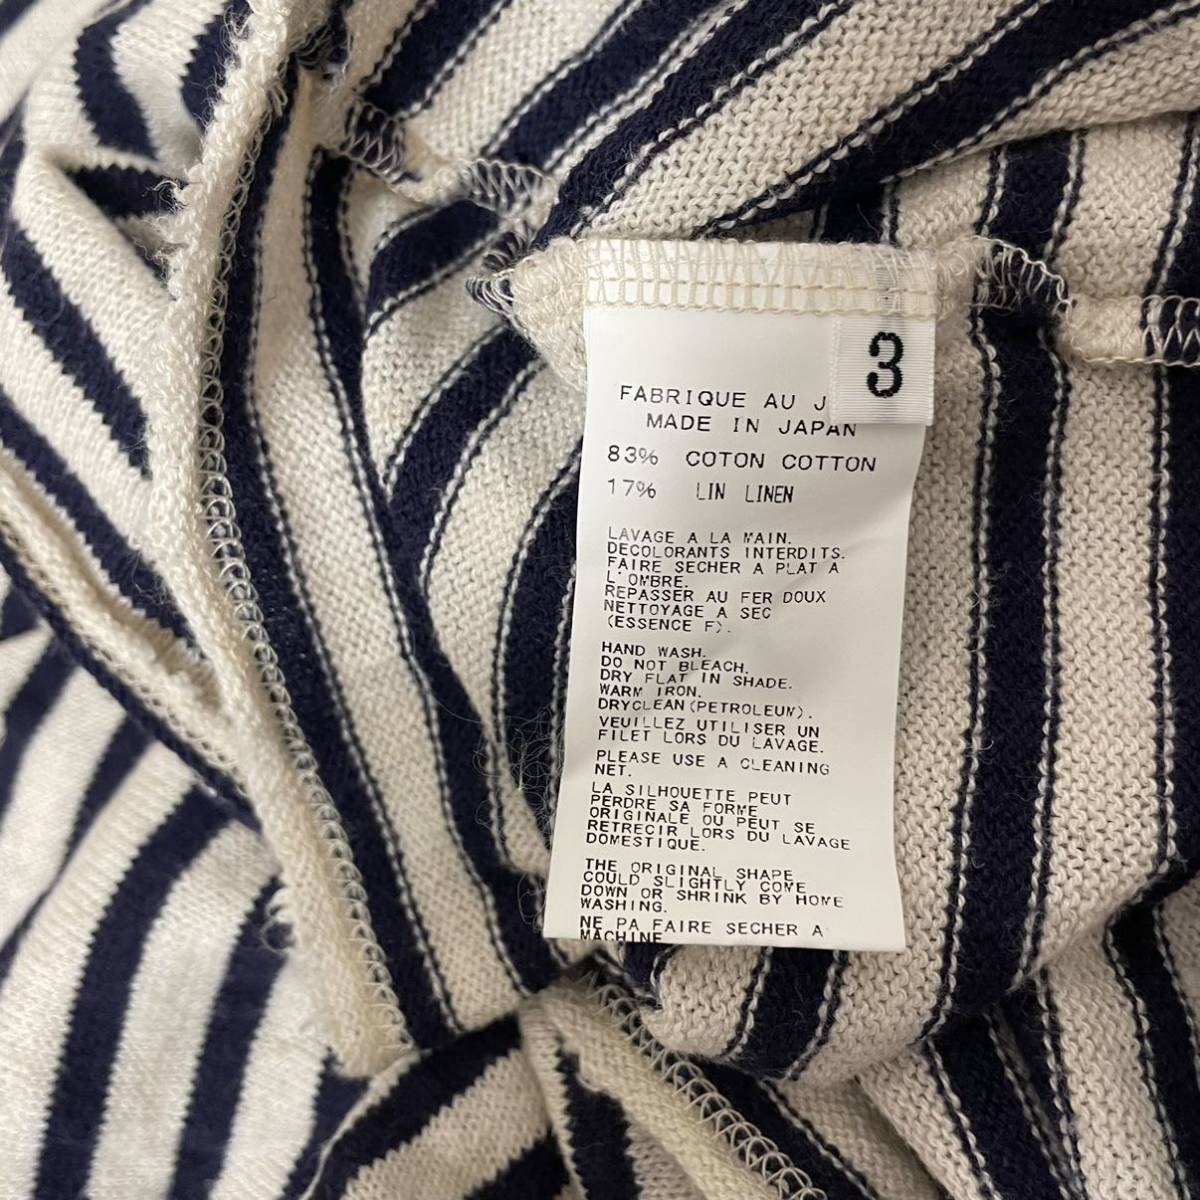 3
FABRIQUE AU J
MADE IN JAPAN
83% COTON COTTON
17% LIN LINEN
LAVAGE A LA MAIN.
DECOLORANTS INTERDITS.
FAIRE SECHER A PLAT A
L'OMBRE.
REPASSER AU FER DOUX
NETTOYAGE A SEC
(ESSENCE F).
HAND WASH.
DO NOT BLEACH,
DRY FLAT IN SHADE.
WARM IRON.
DRYCLEAN(PETROLEUM).
VEUILLEZ UTILISER UN
FILET LORS DU LAVAGE.
PLEASE USE A CLEANING
NET.
LA SILHOUETTE PEUT
PERDRE SA FORME
ORIGINALE OU PEUT SE
RETRECIR LORS DU LAVAGE
DOMESTIQUE.
THE ORIGINAL SHAPE
COULD SLIGHTLY COME
DOWN OR SHRINK BY HOME
WASHING.
NE PA FAIRE SECHER A
MACHINE